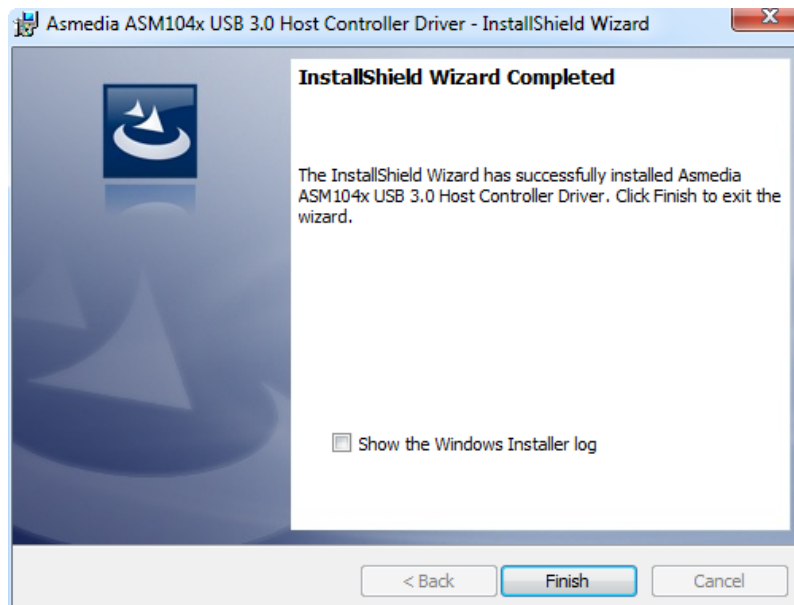 Asmedia ASM104x USB 3.0 Host Controller Driver - InstallShield Wizard
InstallShield Wizard Completed
The InstallShield Wizard has successfully installed Asmedia
ASM104x USB 3.0 Host Controller Driver. Click Finish to exit the
wizard.
Show the Windows Installer log
< Back Finish Cancel